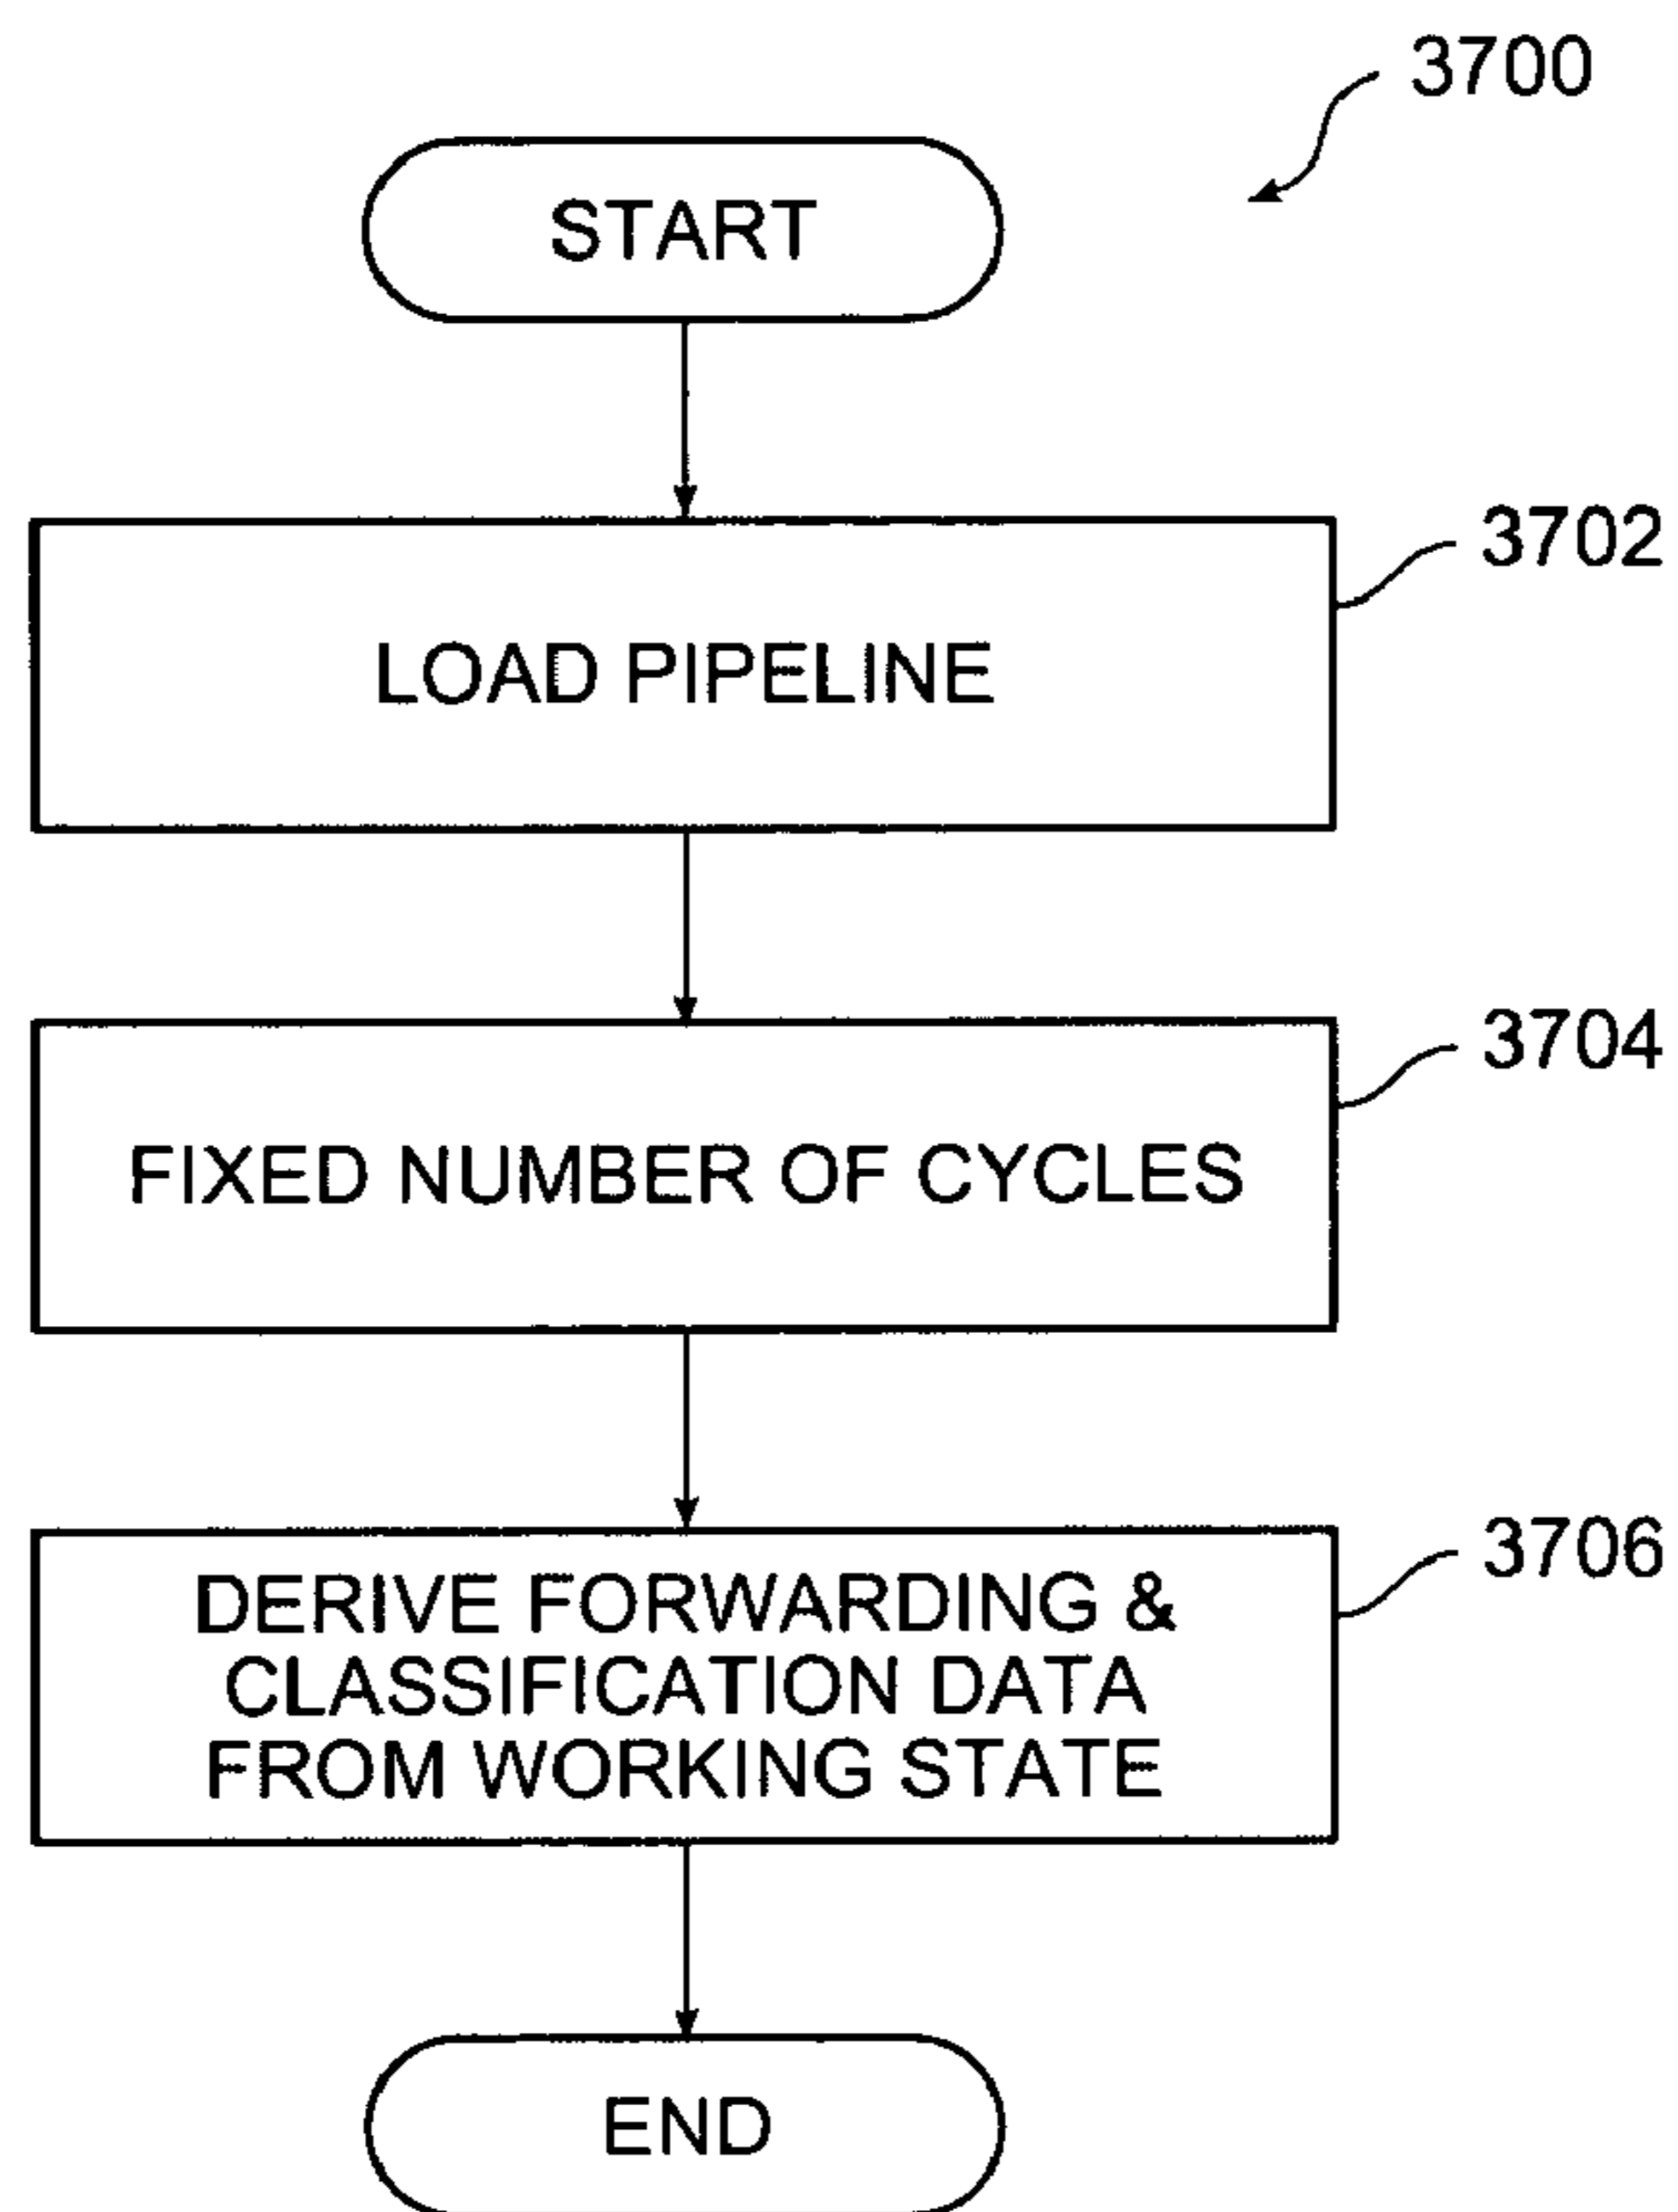 3700
START
3702
LOAD PIPELINE
3704
FIXED NUMBER OF CYCLES
3706
DERIVE FORWARDING &
CLASSIFICATION DATA
FROM WORKING STATE
END